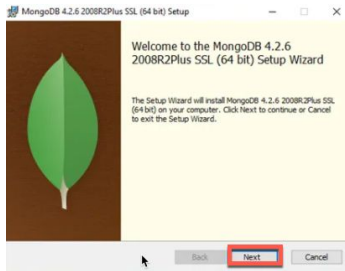 MongoDB 4.2.6 2008R2Plus SSL (64 bit) Setup
Welcome to the MongoDB 4.2.6
2008R2Plus SSL (64 bit) Setup Wizard
The Setup Wizard will install MongoDB 4.2.6 2008R2Plus SSL
(64 bit) on your computer. Click Next to continue or Cancel
to exit the Setup Wizard.
Back Next Cancel